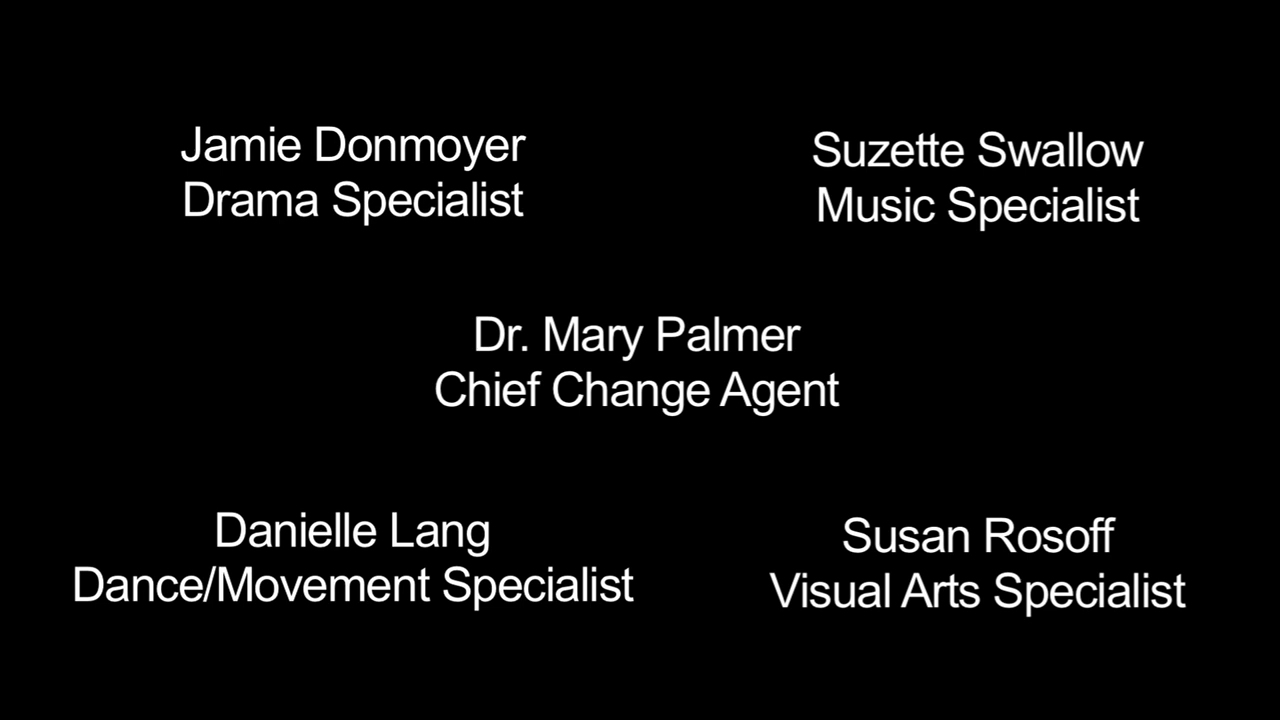 Jamie Donmoyer
Drama Specialist
Suzette Swallow
Music Specialist
Dr. Mary Palmer
Chief Change Agent
Danielle Lang
Dance/Movement Specialist
Susan Rosoff
Visual Arts Specialist